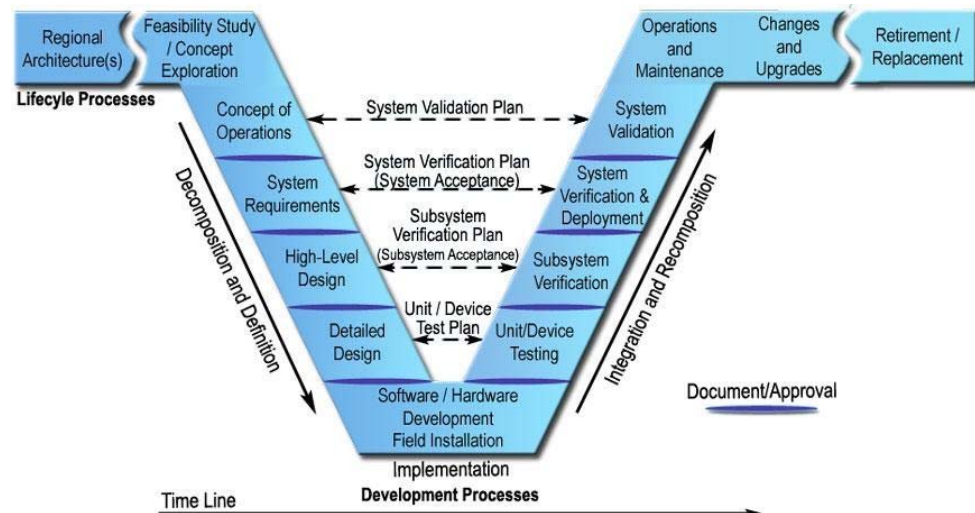 Regional
Architecture(s)
Feasibility Study
/ Concept
Exploration
Operations
and
Maintenance
Changes
and
Upgrades
Retirement /
Replacement
Lifecyle Processes
Concept of
Operations
System Validation Plan
System
Validation
System
Requirements
System Verification Plan
(System Acceptance)
System
Verification &
Deployment
High-Level
Design
Subsystem
Verification Plan
(Subsystem Acceptance)
Subsystem
Verification
Detailed
Design
Unit / Device
Test Plan
Unit/Device
Testing
Decomposition and Definition
Integration and Recomposition
Software / Hardware
Development
Field Installation
Document/Approval
Implementation
Development Processes
Time Line